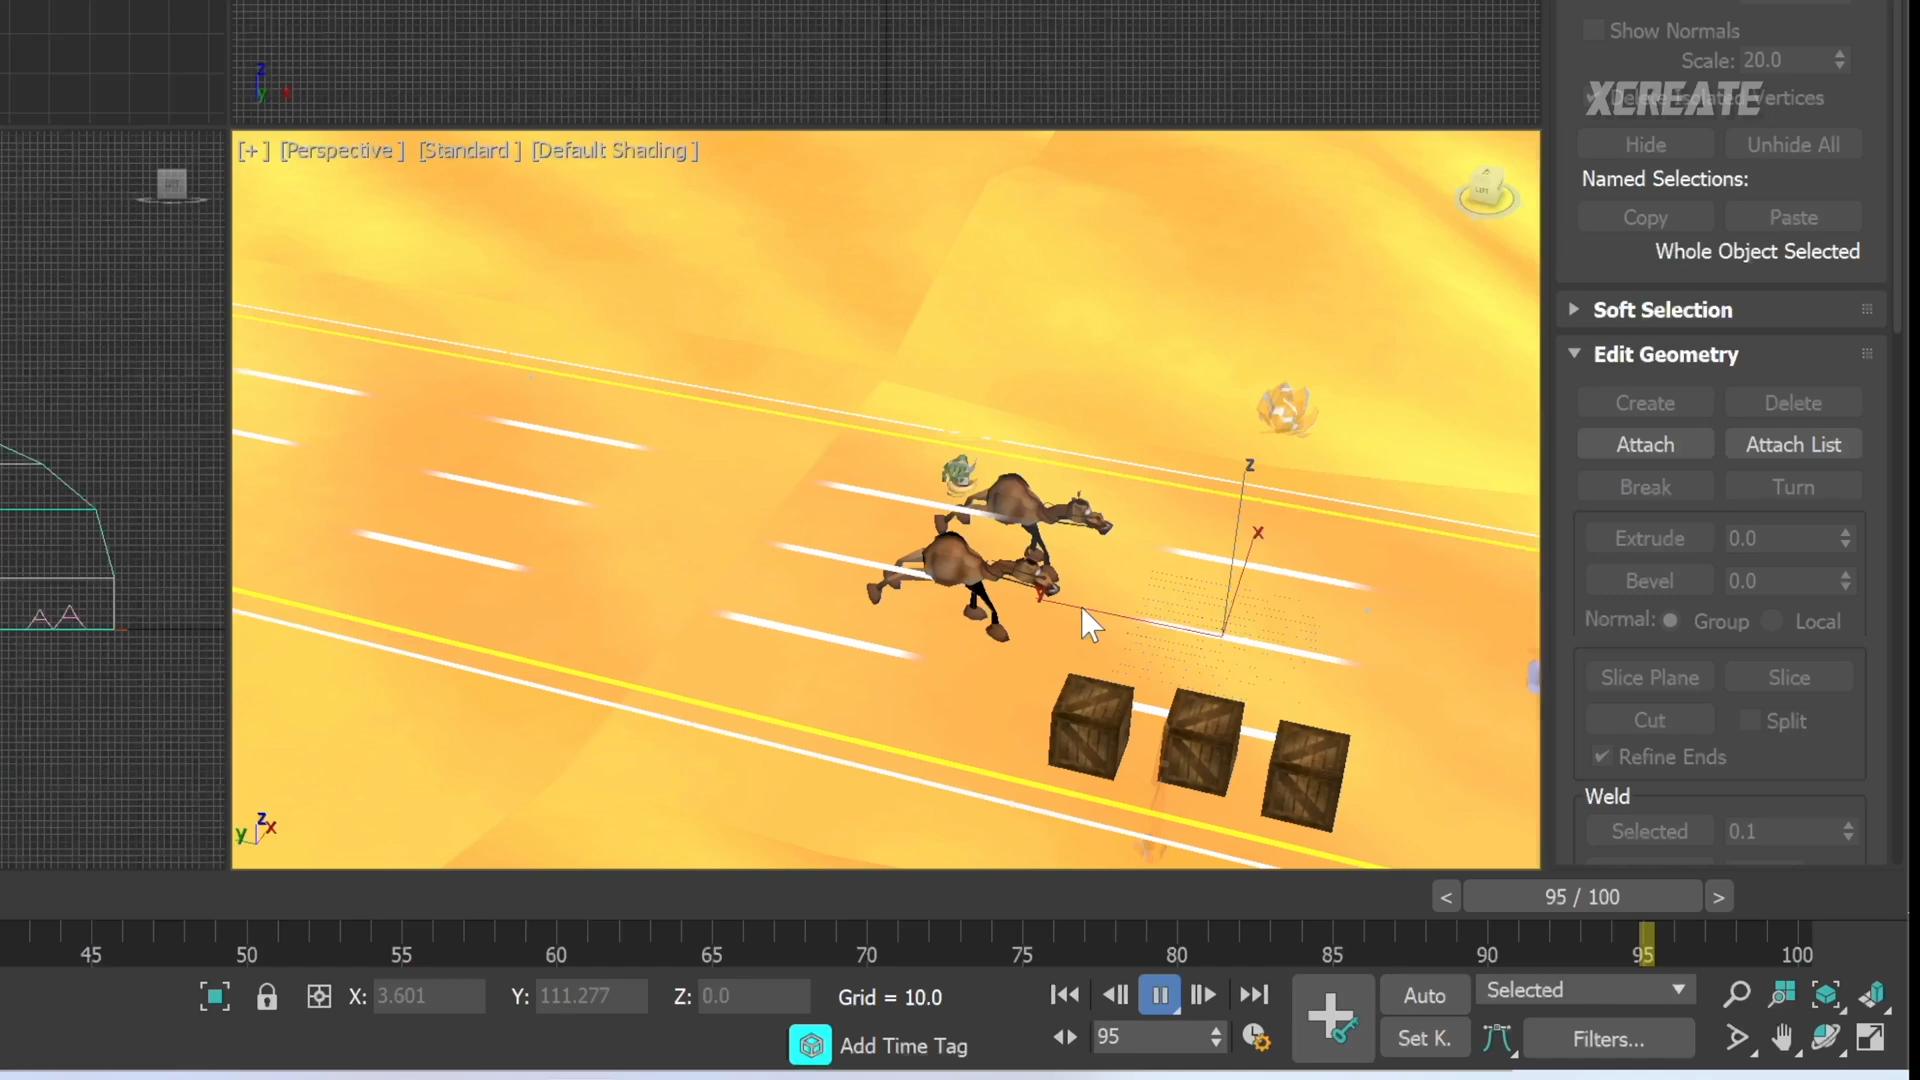 Show Normals
Scale: 20.0
XCREATE
Delete Isolated Vertices
Hide Unhide All
Named Selections:
Copy Paste
Whole Object Selected
Soft Selection
Edit Geometry
Create Delete
Attach Attach List
Break Turn
Extrude 0.0
Bevel 0.0
Normal: Group Local
Slice Plane Slice
Cut Split
Refine Ends
Weld
Selected 0.1
z
y x
[+] [Perspective] [Standard] [Default Shading]
LEFT
z
x
y
z
y x
< 95 / 100 >
45 50 55 60 65 70 75 80 85 90 95 100
X: 3.601 Y: 111.277 Z: 0.0 Grid = 10.0
Auto Selected
Add Time Tag
95
Set K. Filters...